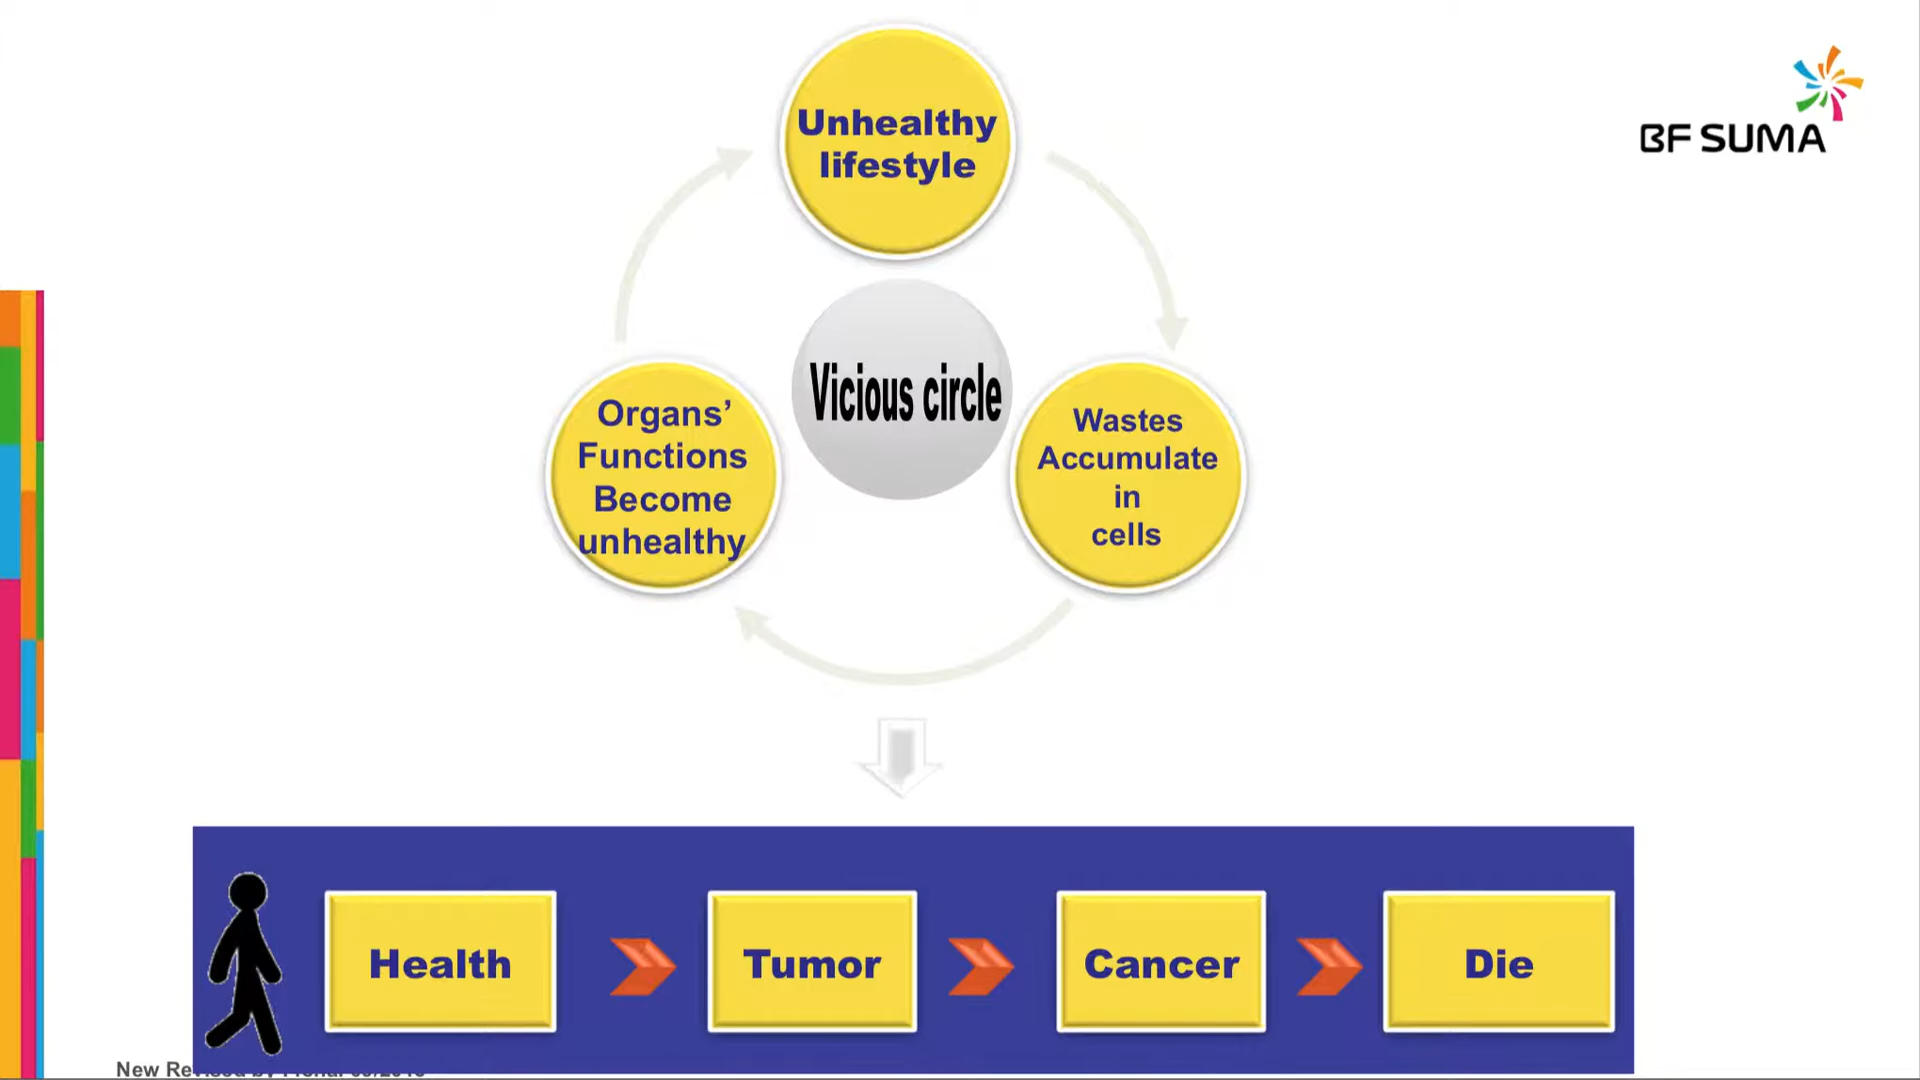 Unhealthy
lifestyle
BF SUMA
Vicious circle
Organs’
Functions
Become
unhealthy
Wastes
Accumulate
in
cells
Health
Tumor
Cancer
Die
New